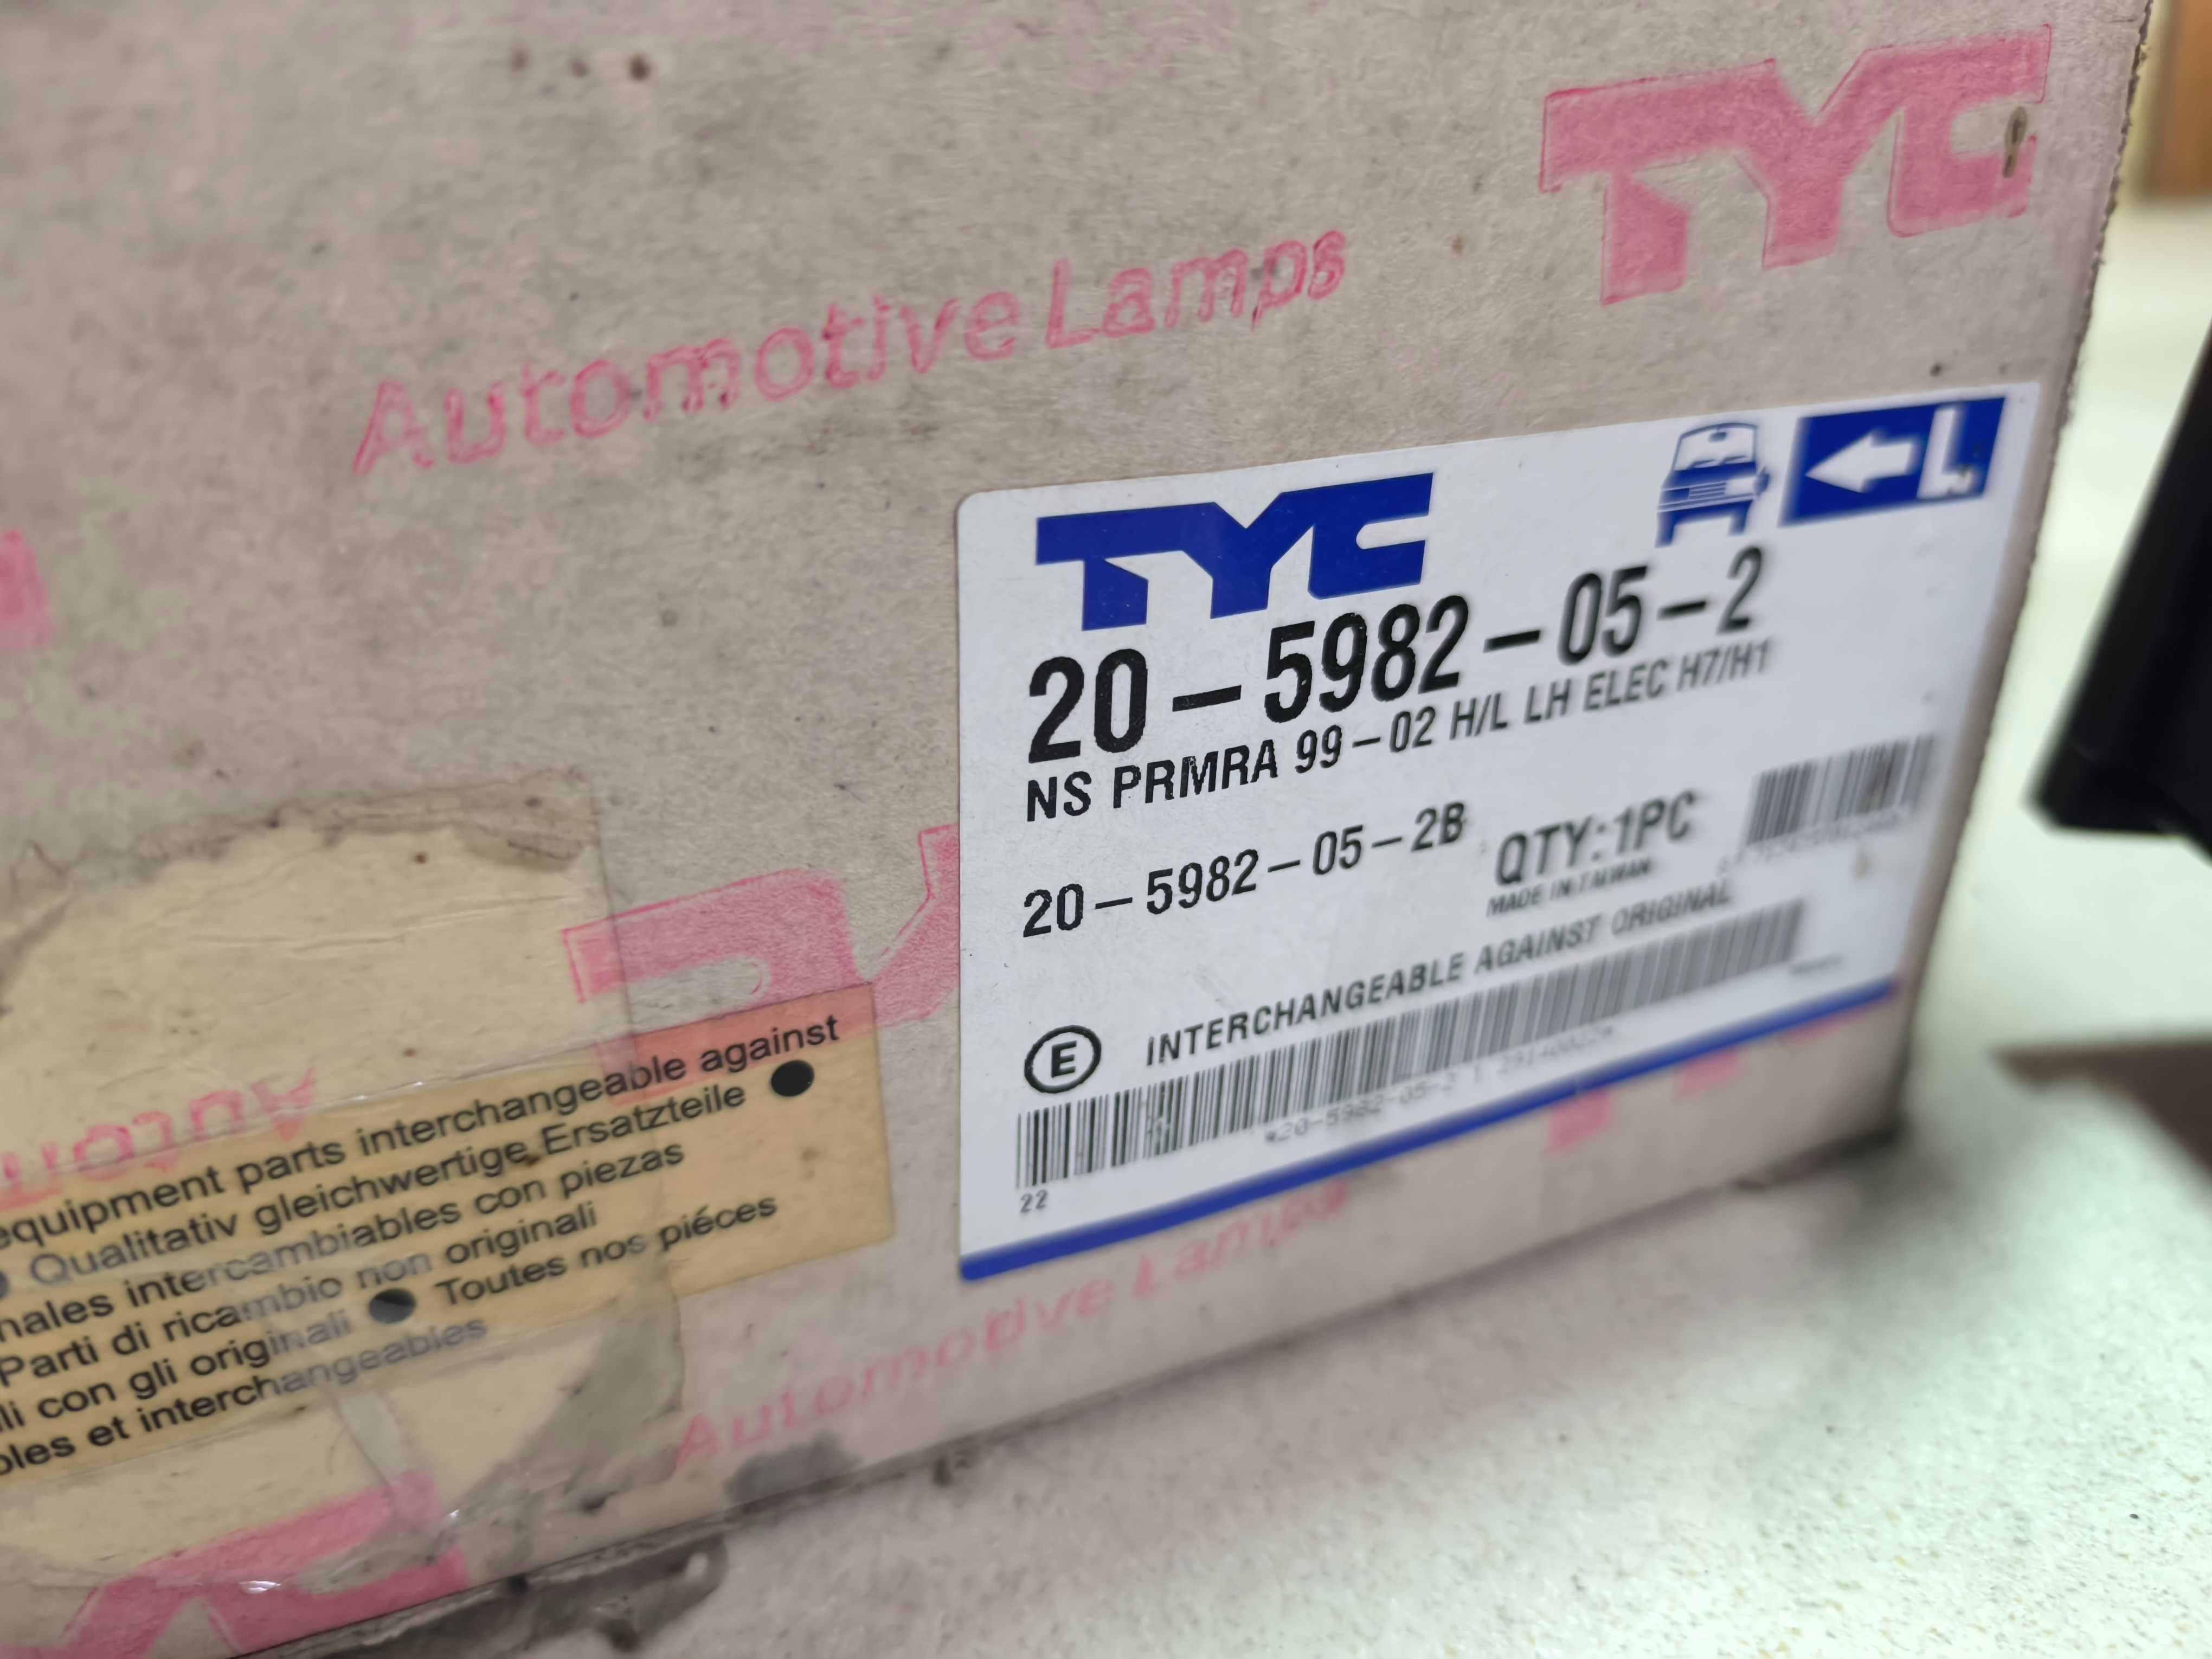 TYC
Automotive Lamps
TYC
L
20-5982-05-2
NS PRMRA 99-02 H/L LH ELEC H7/H1
20-5982-05-2B
QTY:1PC
MADE IN TAIWAN
E INTERCHANGEABLE AGAINST ORIGINAL
22
equipment parts interchangeable against
Qualitativ gleichwertige Ersatzteile ●
intercambiables con piezas
Parti di ricambio non originali
con gli originali ● Toutes nos piéces
et interchangeables
Automotive Lamps